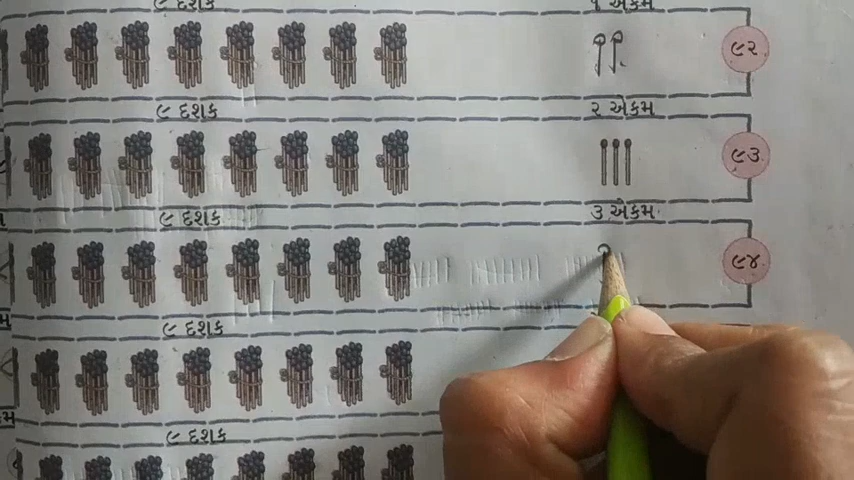 ૯ દશક ૧ એકમ
૯૨
૯ દશક ૨ એકમ
૯૩
૯ દશક ૩ એકમ
૯૪
૯ દશક
૯ દશક